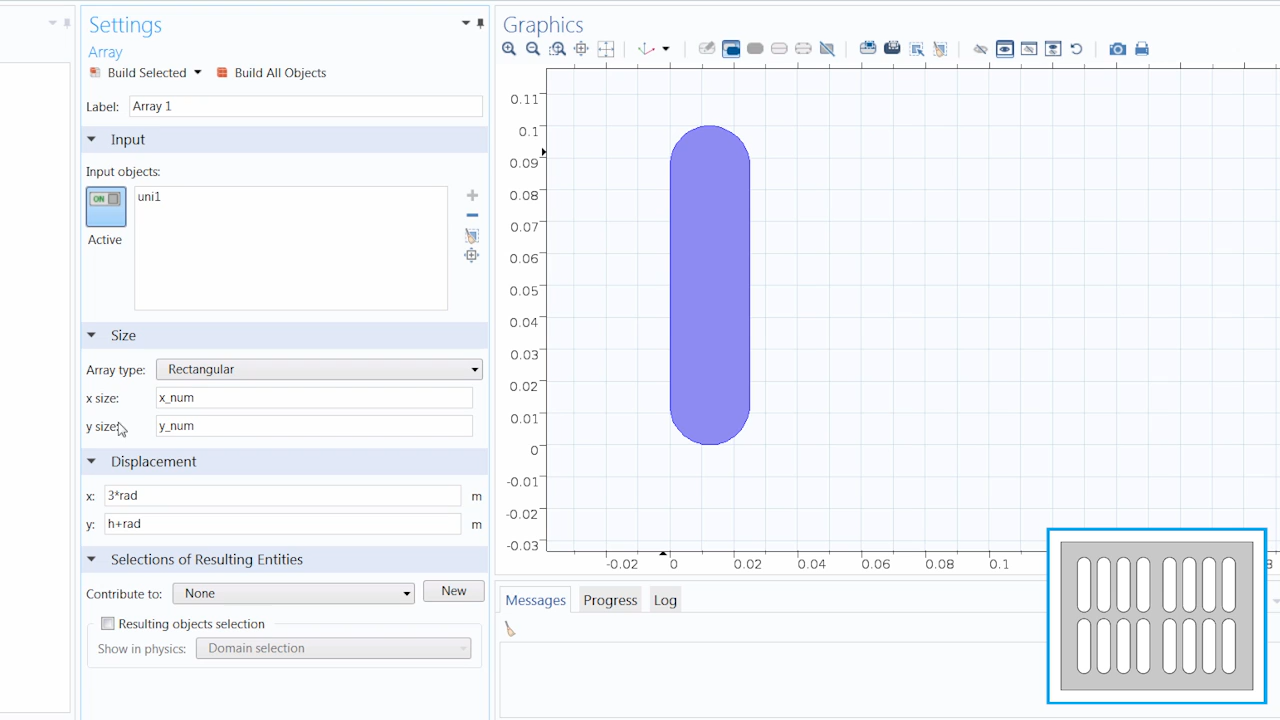 Settings
Array
Build Selected
Build All Objects
Label: Array 1
Input
Input objects:
ON
uni1
Active
Size
Array type: Rectangular
x size: x_num
y size: y_num
Displacement
x: 3*rad m
y: h+rad m
Selections of Resulting Entities
Contribute to: None New
Resulting objects selection
Show in physics: Domain selection
Graphics
0.11
0.1
0.09
0.08
0.07
0.06
0.05
0.04
0.03
0.02
0.01
0
-0.01
-0.02
-0.03
-0.02 0 0.02 0.04 0.06 0.08 0.1
Messages Progress Log